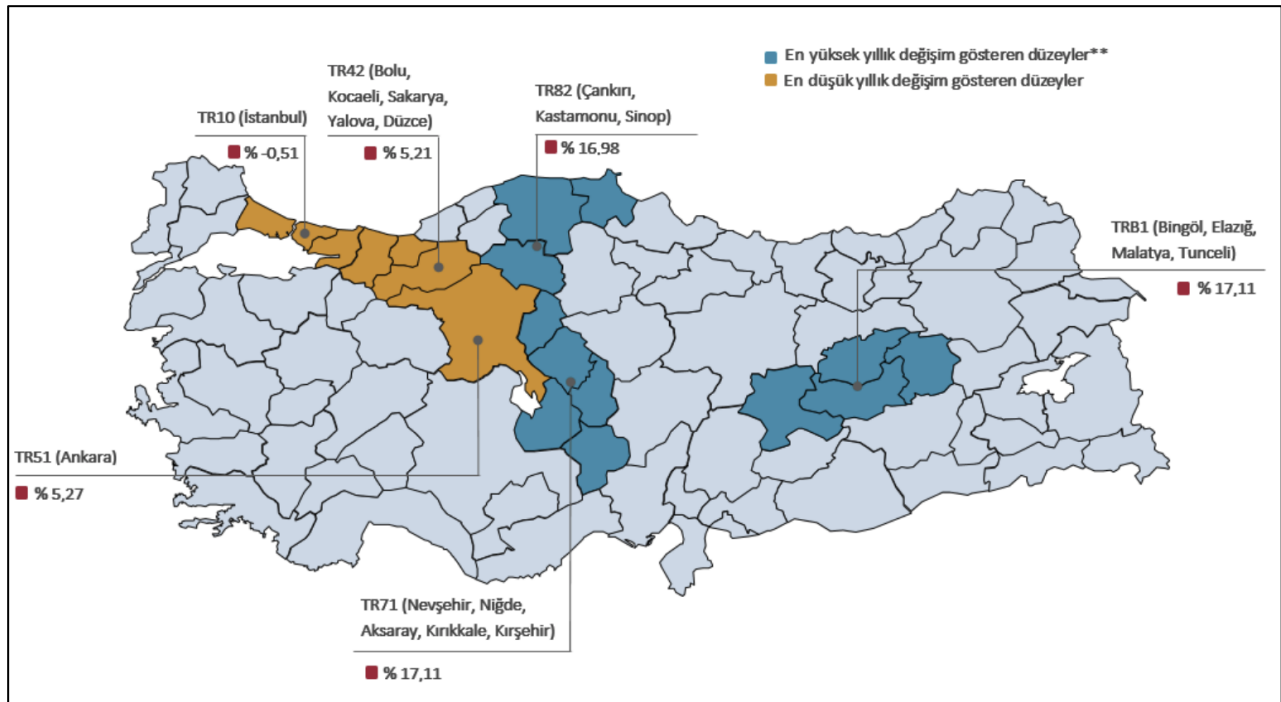 En yüksek yıllık değişim gösteren düzeyler**
En düşük yıllık değişim gösteren düzeyler
TR42 (Bolu,
Kocaeli, Sakarya,
Yalova, Düzce)
% 5,21
TR10 (İstanbul)
% -0,51
TR82 (Çankırı,
Kastamonu, Sinop)
% 16,98
TRB1 (Bingöl, Elazığ,
Malatya, Tunceli)
% 17,11
TR51 (Ankara)
% 5,27
TR71 (Nevşehir, Niğde,
Aksaray, Kırıkkale, Kırşehir)
% 17,11